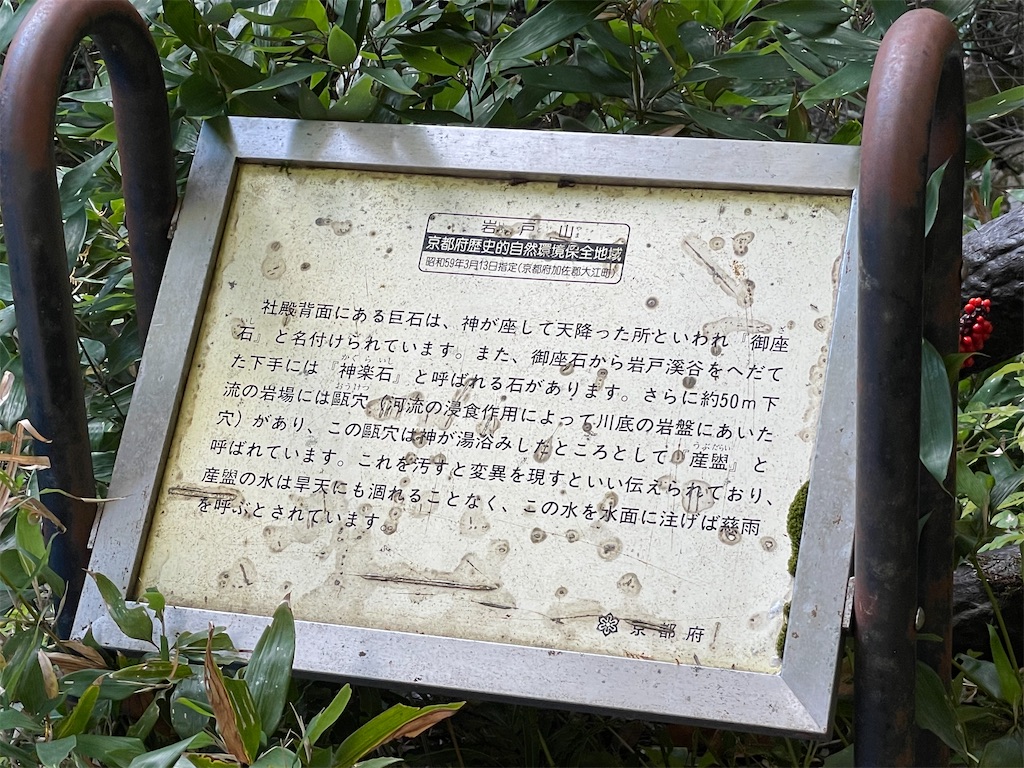 岩戸山
京都府歴史的自然環境保全地域
昭和59年3月13日指定(京都府加佐郡大江町)
社殿背面にある巨石は、神が座して天降った所といわれ『御座
石』と名付けられています。また、御座石から岩戸渓谷をへだて
た下手には『神楽石』と呼ばれる石があります。さらに約50m下
流の岩場には甌穴(河流の浸食作用によって川底の岩盤にあいた
穴)があり、この甌穴は神が湯浴みしたところとして『産盥』と
呼ばれています。これを汚すと変異を現すといい伝えられており、
産盥の水は旱天にも涸れることなく、この水を水面に注げば慈雨
を呼ぶとされています。
京都府